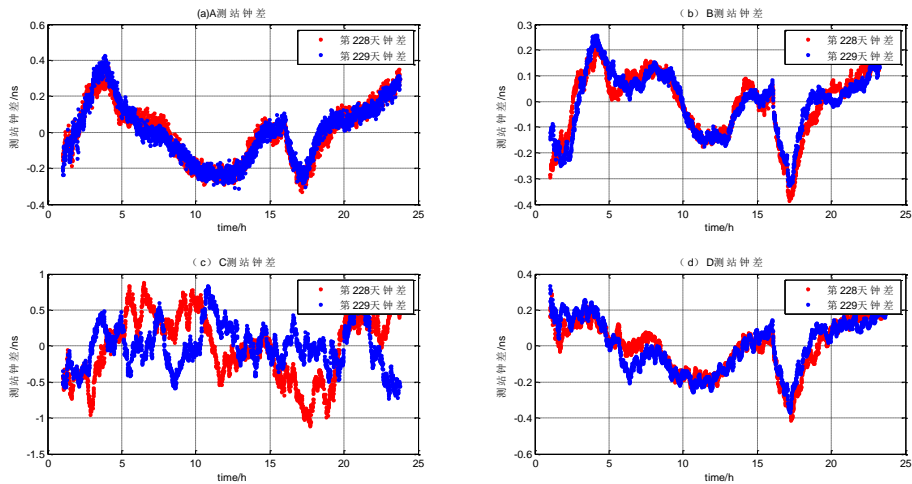 (a)A测站钟差
0.6
0.4
0.2
0
-0.2
-0.4
0
5
10
15
20
25
测站钟差/ns
time/h
第228天钟差
第229天钟差
（b）B测站钟差
0.3
0.2
0.1
0
-0.1
-0.2
0.3
-0.4
0
5
10
15
20
25
测站钟差/ns
time/h
第228天钟差
第229天钟差
（c）C测站钟差
1
0.5
0
-0.5
-1
-1.5
0
5
10
15
20
25
测站钟差/ns
time/h
第228天钟差
第229天钟差
（d）D测站钟差
0.4
0.2
0
-0.2
-0.4
-0.6
0
5
10
15
20
25
测站钟差/ns
time/h
第228天钟差
第229天钟差